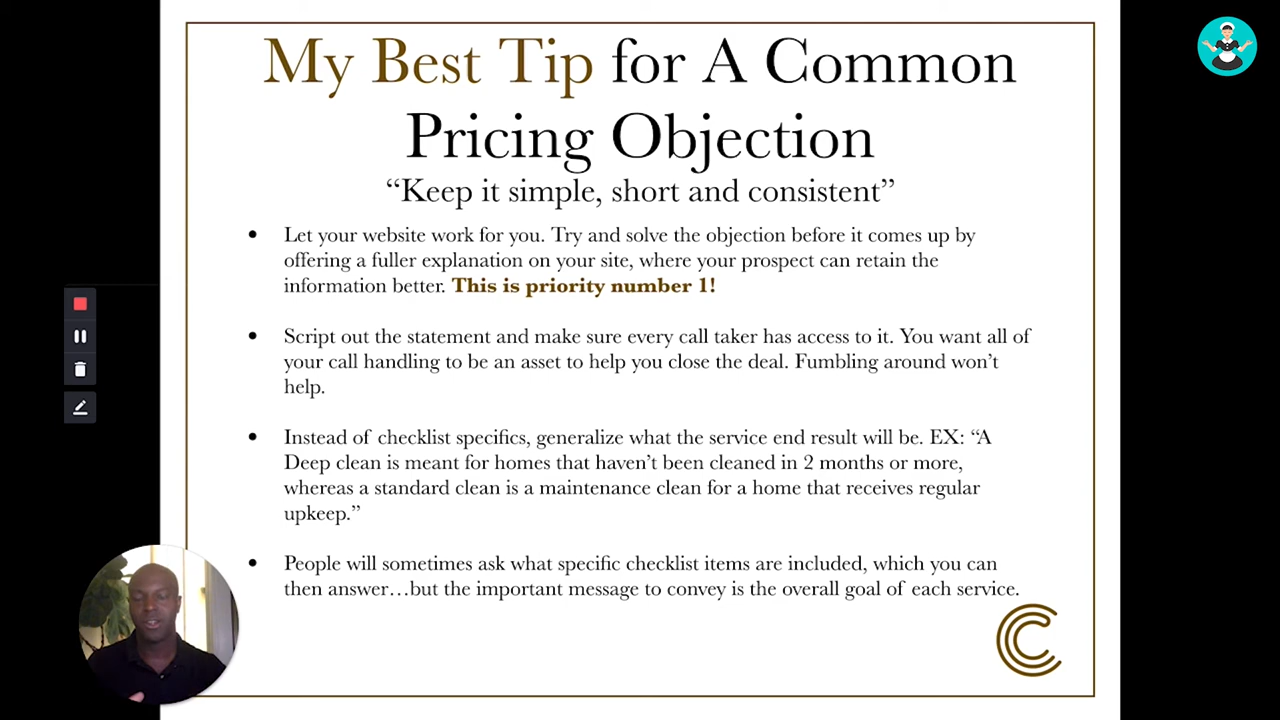 My Best Tip for A Common
Pricing Objection
“Keep it simple, short and consistent”
• Let your website work for you. Try and solve the objection before it comes up by
offering a fuller explanation on your site, where your prospect can retain the
information better. This is priority number 1!
• Script out the statement and make sure every call taker has access to it. You want all of
your call handling to be an asset to help you close the deal. Fumbling around won’t
help.
• Instead of checklist specifics, generalize what the service end result will be. EX: “A
Deep clean is meant for homes that haven’t been cleaned in 2 months or more,
whereas a standard clean is a maintenance clean for a home that receives regular
upkeep.”
• People will sometimes ask what specific checklist items are included, which you can
then answer…but the important message to convey is the overall goal of each service.